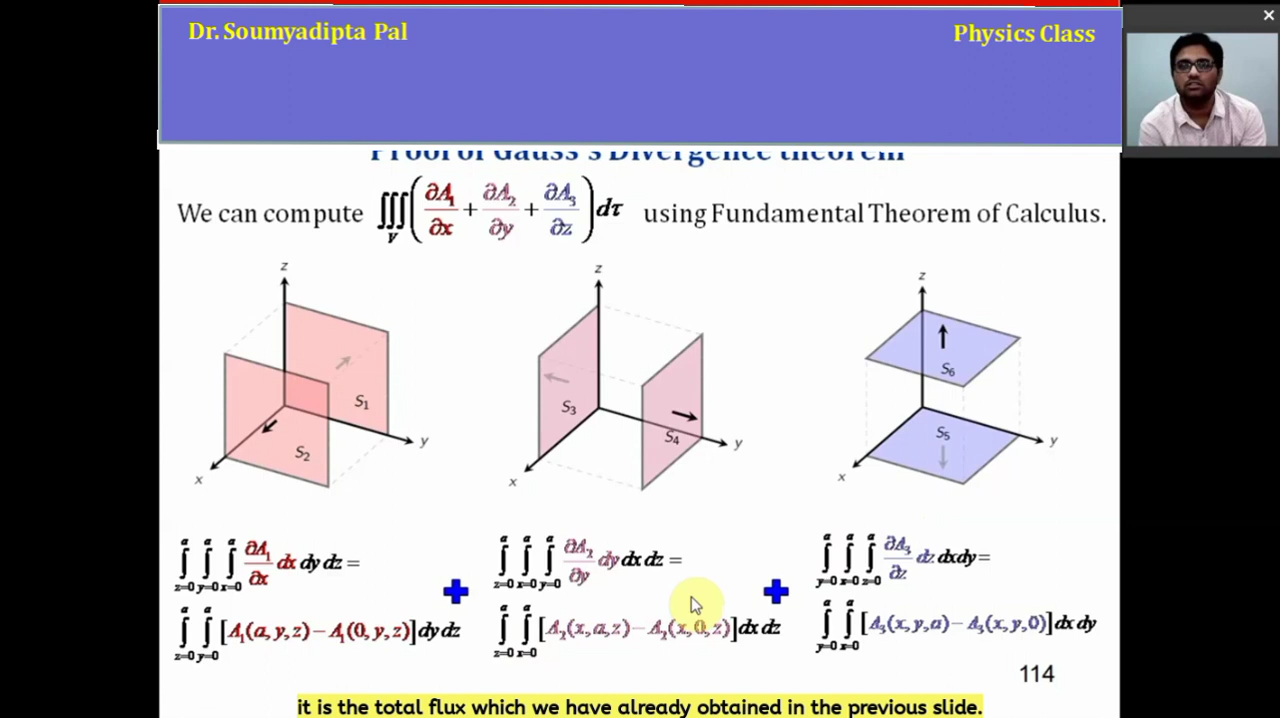 Dr. Soumyadipta Pal
Physics Class
Proof of Gauss's Divergence theorem
We can compute ∭_V (∂A₁/∂x + ∂A₂/∂y + ∂A₃/∂z) dτ using Fundamental Theorem of Calculus.
z
S₁
S₂
y
x
z
S₃
S₄
y
x
z
S₆
S₅
y
x
∫_{z=0}^{a} ∫_{y=0}^{a} ∫_{x=0}^{a} ∂A₁/∂x dx dy dz =
∫_{z=0}^{a} ∫_{y=0}^{a} [A₁(a, y, z) − A₁(0, y, z)] dy dz
+
∫_{z=0}^{a} ∫_{x=0}^{a} ∫_{y=0}^{a} ∂A₂/∂y dy dx dz =
∫_{z=0}^{a} ∫_{x=0}^{a} [A₂(x, a, z) − A₂(x, 0, z)] dx dz
+
∫_{y=0}^{a} ∫_{x=0}^{a} ∫_{z=0}^{a} ∂A₃/∂z dz dx dy =
∫_{y=0}^{a} ∫_{x=0}^{a} [A₃(x, y, a) − A₃(x, y, 0)] dx dy
114
it is the total flux which we have already obtained in the previous slide.